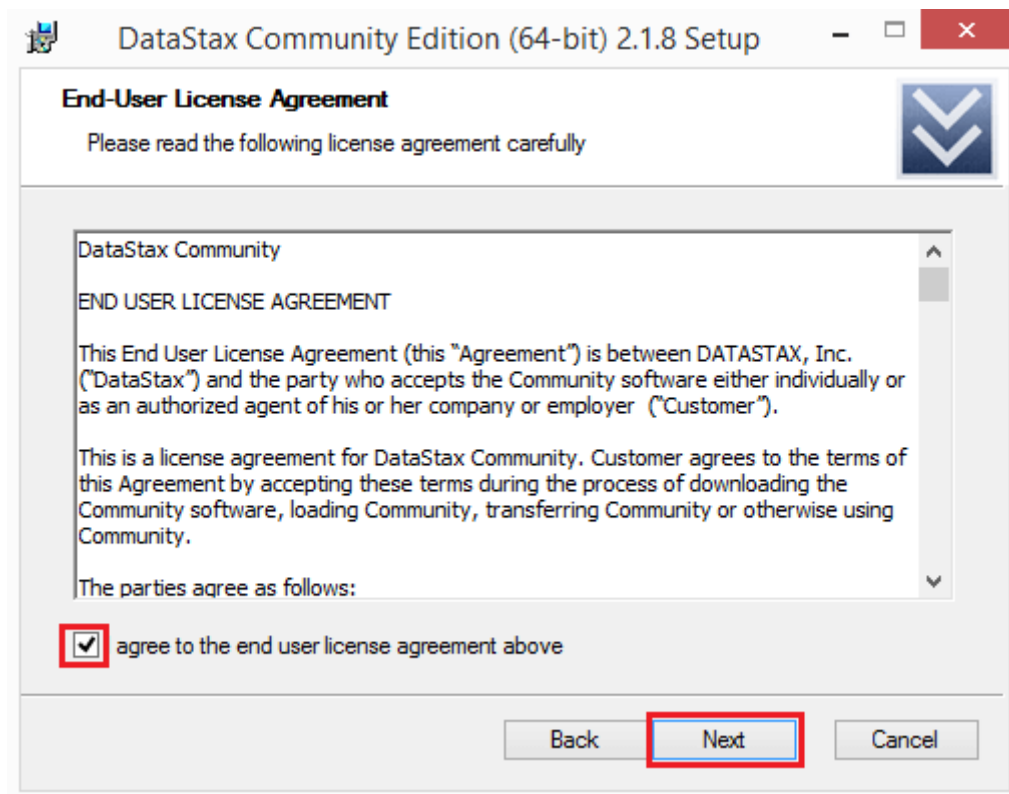 DataStax Community Edition (64-bit) 2.1.8 Setup
End-User License Agreement
Please read the following license agreement carefully
DataStax Community
END USER LICENSE AGREEMENT
This End User License Agreement (this “Agreement”) is between DATASTAX, Inc.
(“DataStax”) and the party who accepts the Community software either individually or
as an authorized agent of his or her company or employer  (“Customer”).
This is a license agreement for DataStax Community. Customer agrees to the terms of
this Agreement by accepting these terms during the process of downloading the
Community software, loading Community, transferring Community or otherwise using
Community.
The parties agree as follows:
agree to the end user license agreement above
Back Next Cancel